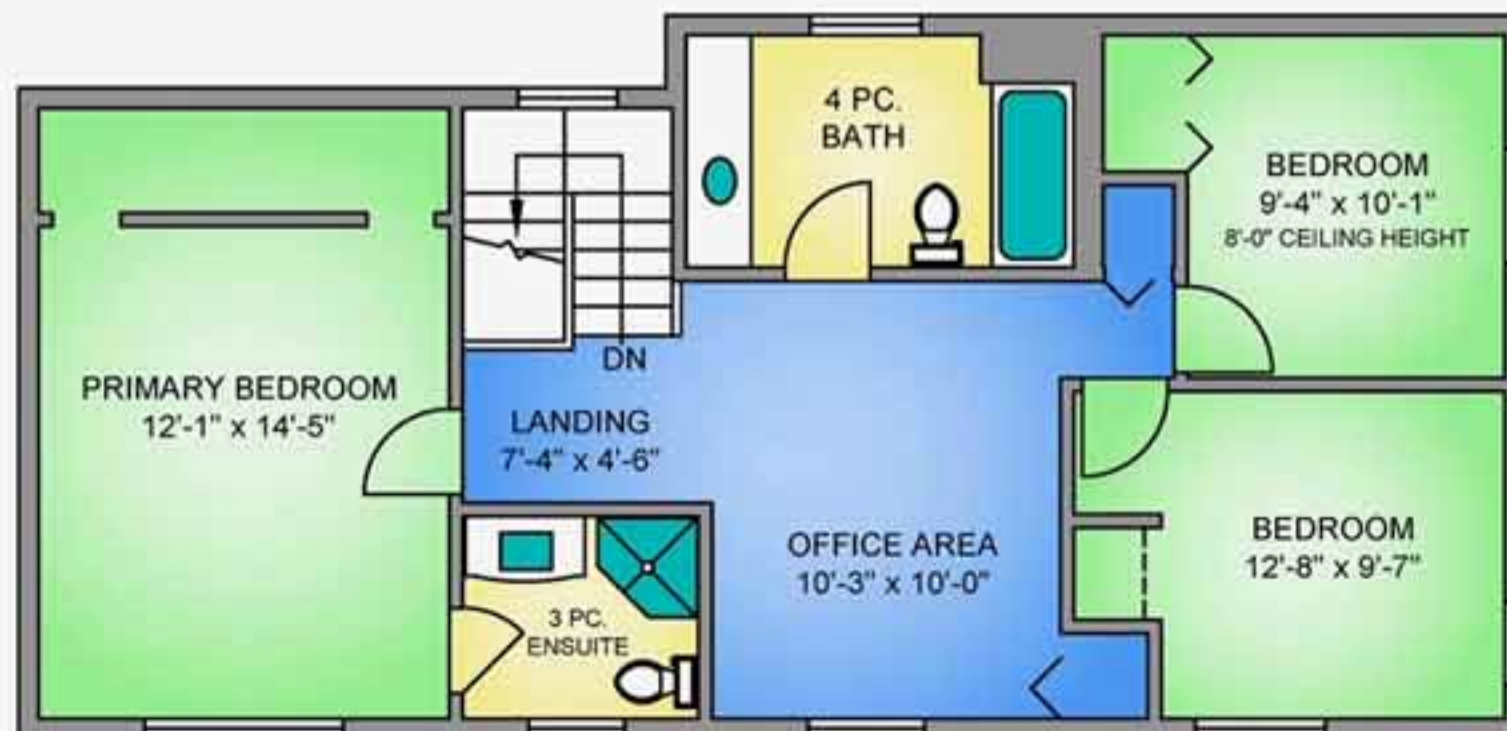 4 PC.
BATH
BEDROOM
9'-4" x 10'-1"
8'-0" CEILING HEIGHT
DN
PRIMARY BEDROOM
12'-1" x 14'-5"
LANDING
7'-4" x 4'-6"
OFFICE AREA
10'-3" x 10'-0"
BEDROOM
12'-8" x 9'-7"
3 PC.
ENSUITE